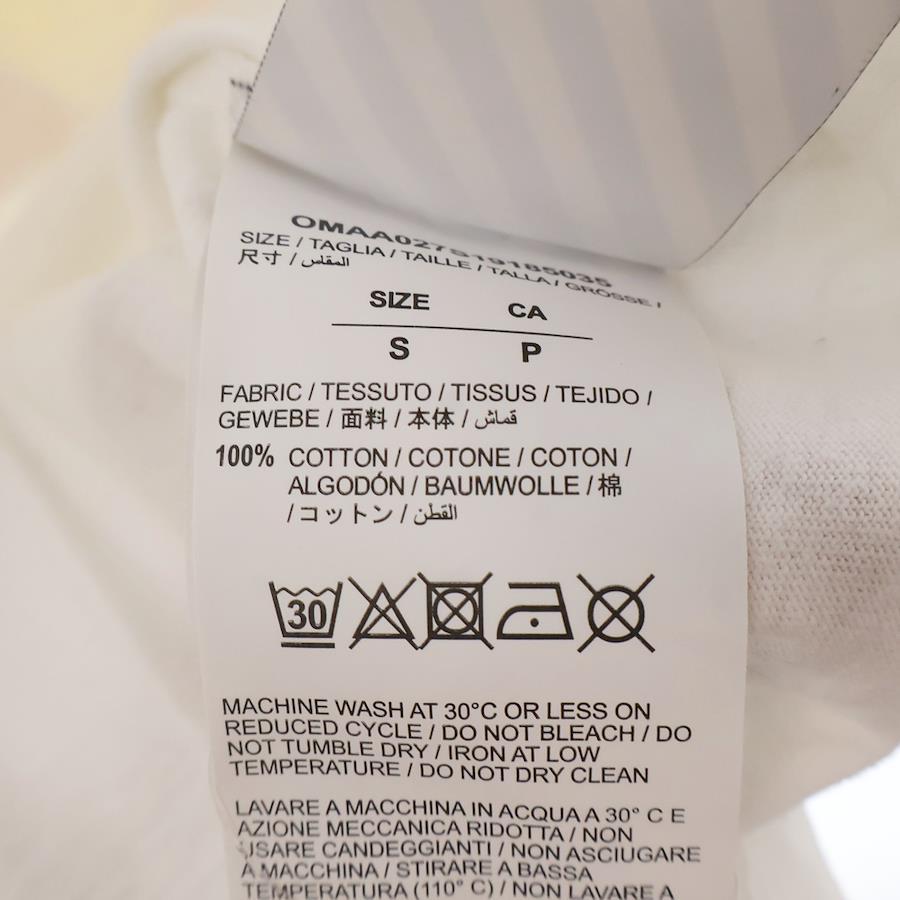 OMAA027S19185035
SIZE / TAGLIA / TAILLE / TALLA / GRÖSSE /
尺寸 / المقاس
SIZE CA
S P
FABRIC / TESSUTO / TISSUS / TEJIDO /
GEWEBE / 面料 / 本体 / قماش
100% COTTON / COTONE / COTON /
ALGODÓN / BAUMWOLLE / 棉
/ コットン / القطن
30
MACHINE WASH AT 30°C OR LESS ON
REDUCED CYCLE / DO NOT BLEACH / DO
NOT TUMBLE DRY / IRON AT LOW
TEMPERATURE / DO NOT DRY CLEAN
LAVARE A MACCHINA IN ACQUA A 30° C E
AZIONE MECCANICA RIDOTTA / NON
USARE CANDEGGIANTI / NON ASCIUGARE
A MACCHINA / STIRARE A BASSA
TEMPERATURA (110° C) / NON LAVARE A